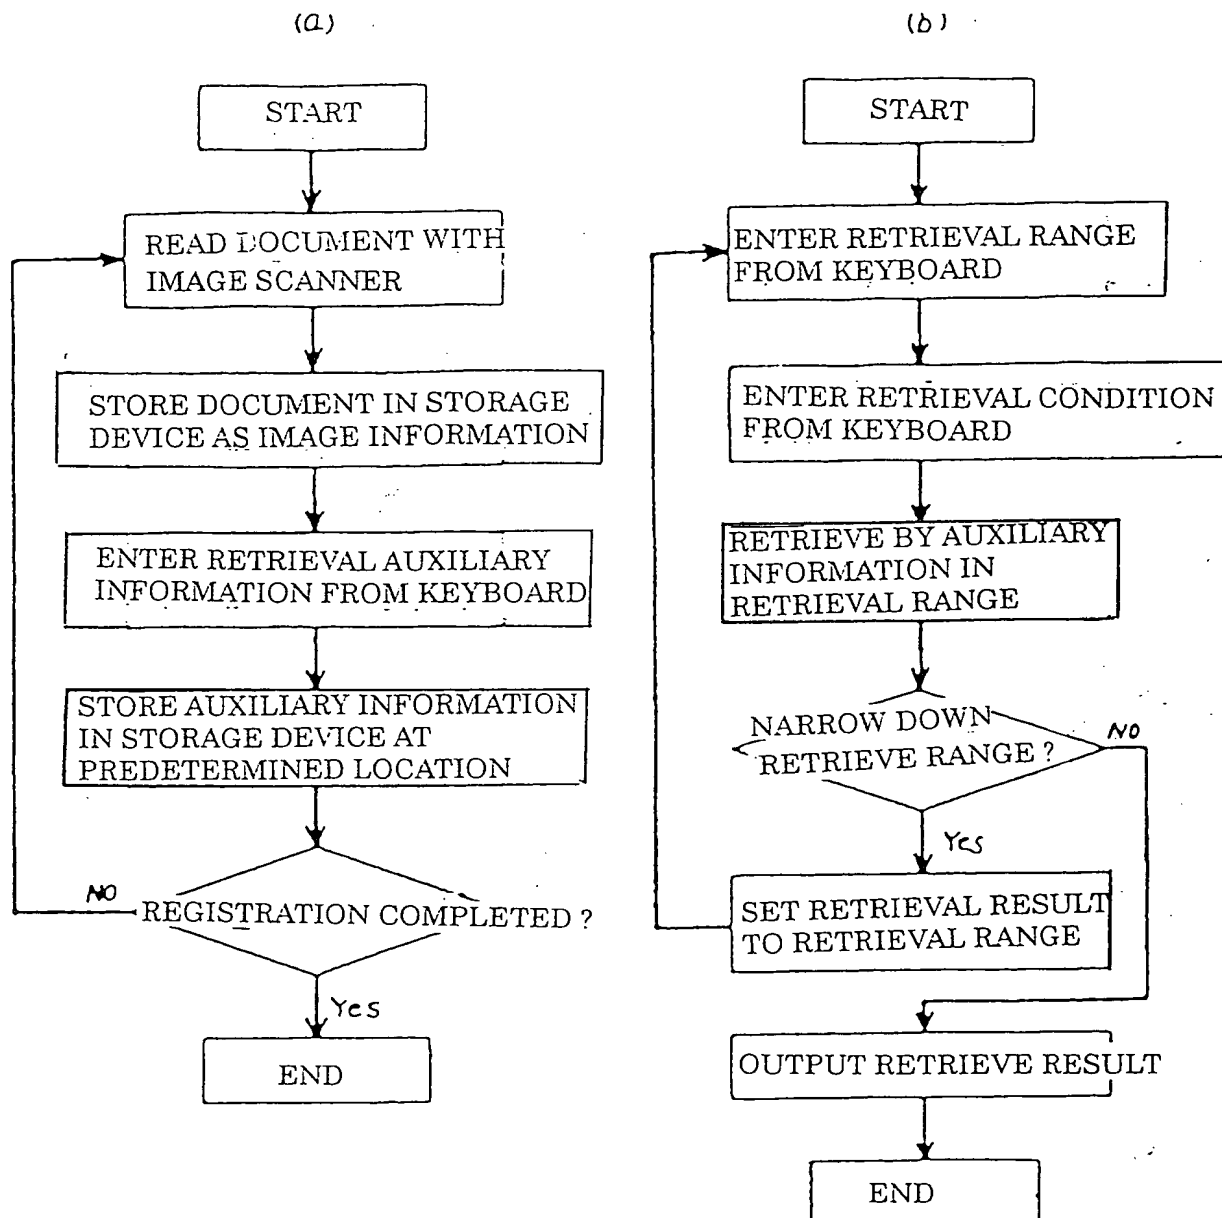 (a)
START
READ DOCUMENT WITH
IMAGE SCANNER
STORE DOCUMENT IN STORAGE
DEVICE AS IMAGE INFORMATION
ENTER RETRIEVAL AUXILIARY
INFORMATION FROM KEYBOARD
STORE AUXILIARY INFORMATION
IN STORAGE DEVICE AT
PREDETERMINED LOCATION
NO
REGISTRATION COMPLETED ?
Yes
END
(b)
START
ENTER RETRIEVAL RANGE
FROM KEYBOARD
ENTER RETRIEVAL CONDITION
FROM KEYBOARD
RETRIEVE BY AUXILIARY
INFORMATION IN
RETRIEVAL RANGE
NARROW DOWN
RETRIEVE RANGE ?
NO
Yes
SET RETRIEVAL RESULT
TO RETRIEVAL RANGE
OUTPUT RETRIEVE RESULT
END